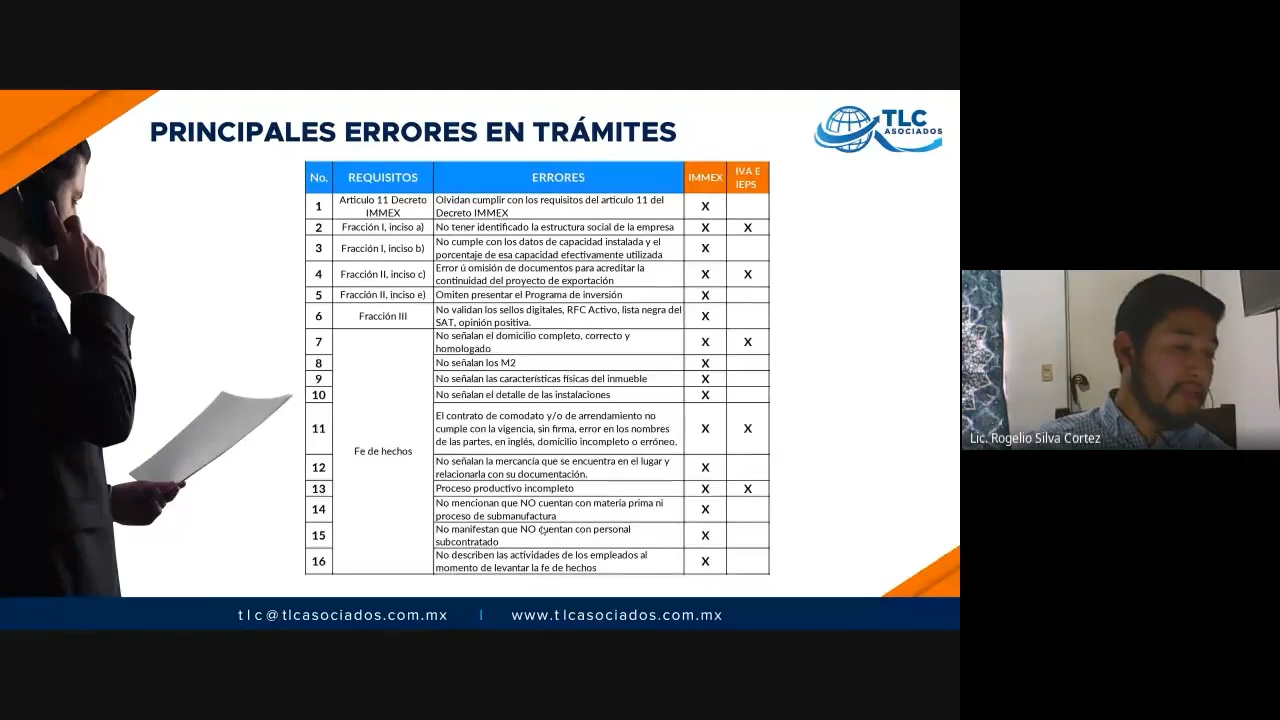 PRINCIPALES ERRORES EN TRÁMITES
TLC
ASOCIADOS
No. REQUISITOS ERRORES IMMEX IVA E
IEPS
1 Artículo 11 Decreto
IMMEX Olvidan cumplir con los requisitos del artículo 11 del
Decreto IMMEX X
2 Fracción I, inciso a) No tener identificado la estructura social de la empresa X X
3 Fracción I, inciso b) No cumple con los datos de capacidad instalada y el
porcentaje de esa capacidad efectivamente utilizada X
4 Fracción II, inciso c) Error ú omisión de documentos para acreditar la
continuidad del proyecto de exportación X X
5 Fracción II, inciso e) Omiten presentar el Programa de inversión X
6 Fracción III No validan los sellos digitales, RFC Activo, lista negra del
SAT, opinión positiva. X
Fe de hechos
7 No señalan el domicilio completo, correcto y
homologado X X
8 No señalan los M2 X
9 No señalan las características físicas del inmueble X
10 No señalan el detalle de las instalaciones X
11 El contrato de comodato y/o de arrendamiento no
cumple con la vigencia, sin firma, error en los nombres
de las partes, en inglés, domicilio incompleto o erróneo. X X
12 No señalan la mercancía que se encuentra en el lugar y
relacionarla con su documentación. X
13 Proceso productivo incompleto X X
14 No mencionan que NO cuentan con materia prima ni
proceso de submanufactura X
15 No manifestan que NO cuentan con personal
subcontratado X
16 No describen las actividades de los empleados al
momento de levantar la fe de hechos X
tlc@tlcasociados.com.mx | www.tlcasociados.com.mx
Lic. Rogelio Silva Cortez